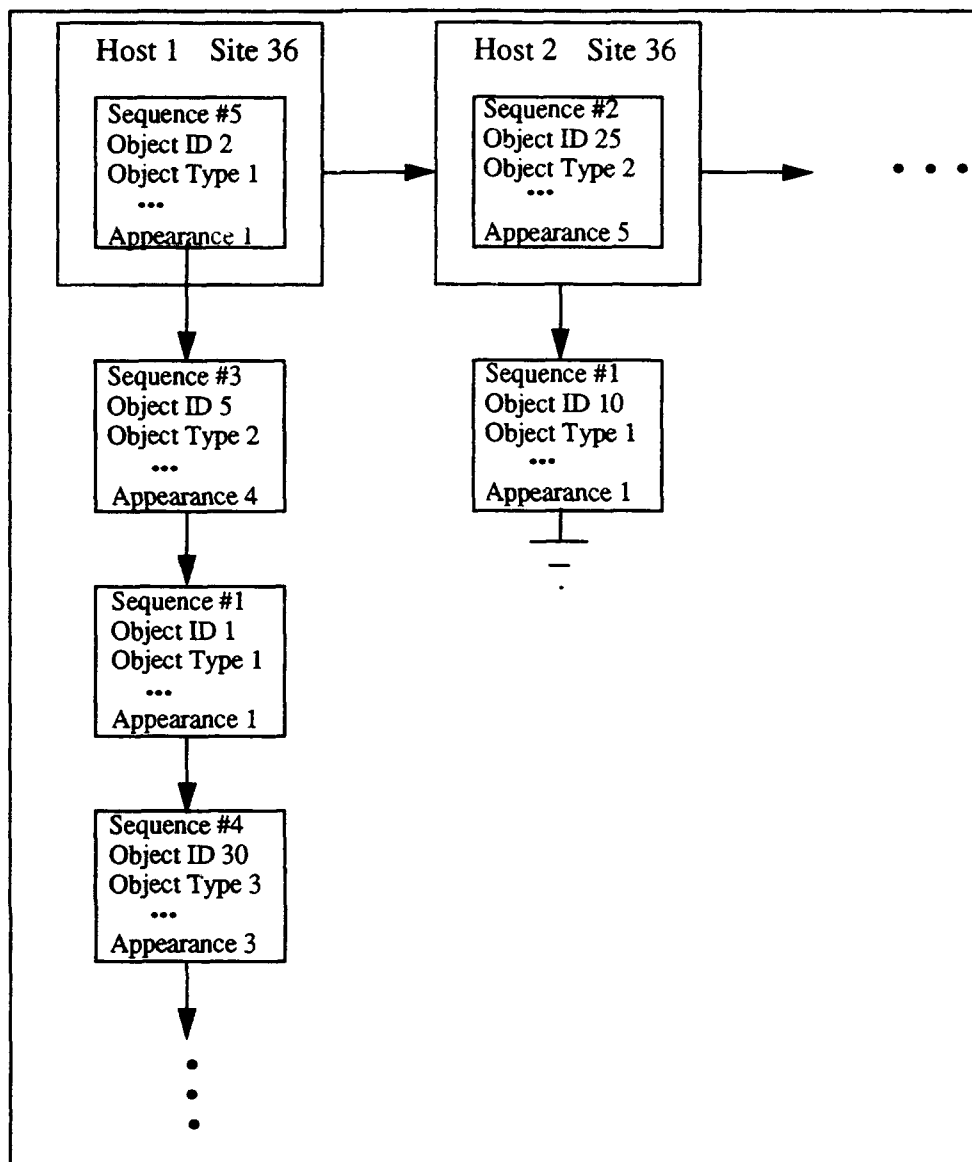 Host 1 Site 36
Sequence #5
Object ID 2
Object Type 1
...
Appearance 1
Host 2 Site 36
Sequence #2
Object ID 25
Object Type 2
...
Appearance 5
. . .
Sequence #3
Object ID 5
Object Type 2
...
Appearance 4
Sequence #1
Object ID 10
Object Type 1
...
Appearance 1
Sequence #1
Object ID 1
Object Type 1
...
Appearance 1
Sequence #4
Object ID 30
Object Type 3
...
Appearance 3